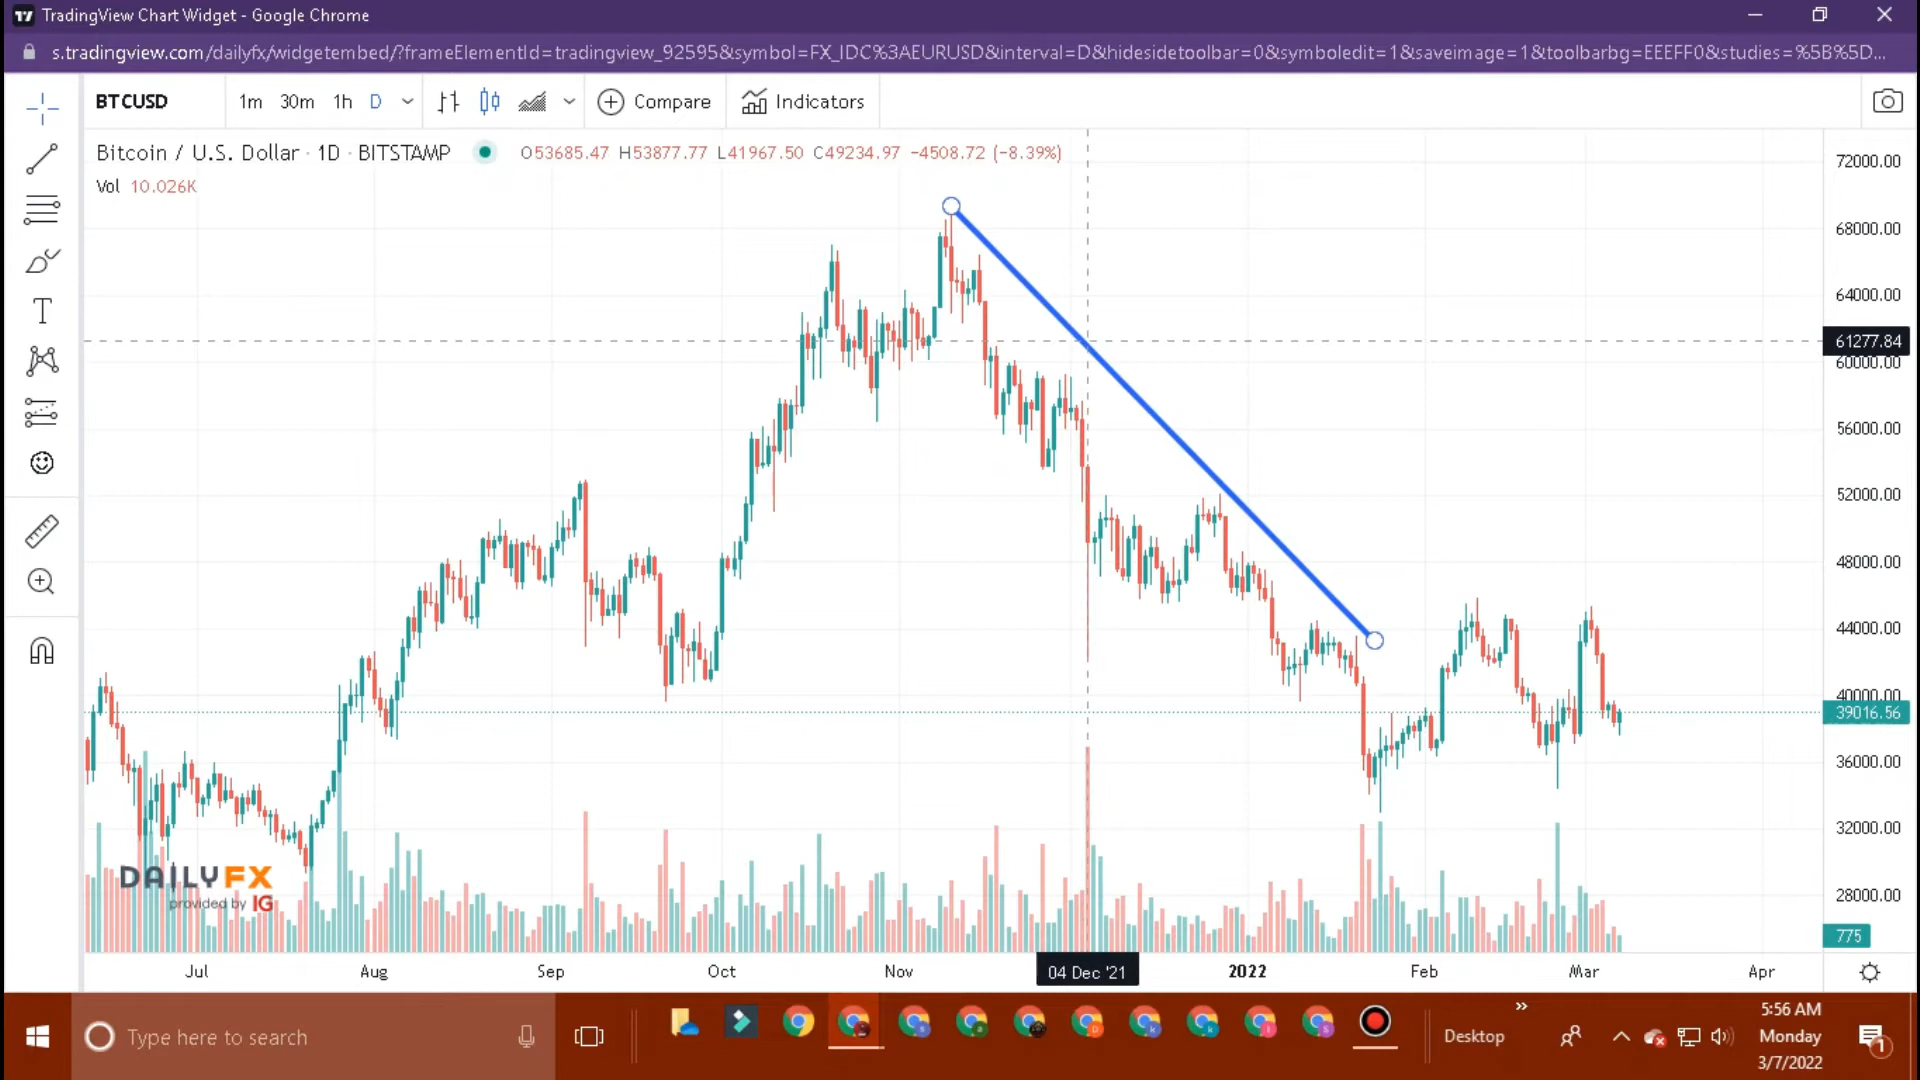 TradingView Chart Widget - Google Chrome
s.tradingview.com/dailyfx/widgetembed/?frameElementId=tradingview_92595&symbol=FX_IDC%3AEURUSD&interval=D&hidesidetoolbar=0&symboledit=1&saveimage=1&toolbarbg=EEEFF0&studies=%5B%5D...
BTCUSD 1m 30m 1h D Compare Indicators
Bitcoin / U.S. Dollar · 1D · BITSTAMP O53685.47 H53877.77 L41967.50 C49234.97 −4508.72 (−8.39%)
Vol 10.026K
72000.00
68000.00
64000.00
61277.84
60000.00
56000.00
52000.00
48000.00
44000.00
40000.00
39016.56
36000.00
32000.00
28000.00
775
DAILYFX
provided by IG
Jul Aug Sep Oct Nov 04 Dec '21 2022 Feb Mar Apr
Type here to search
Desktop
5:56 AM
Monday
3/7/2022
1